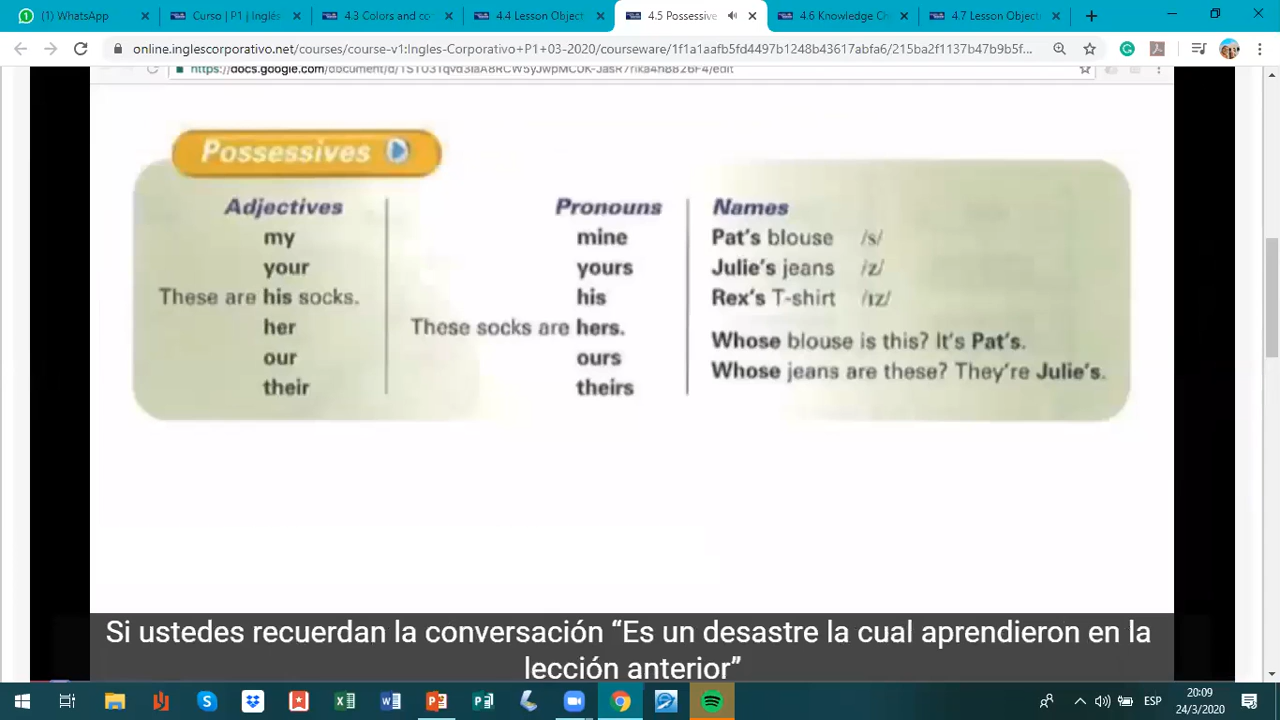 (1) WhatsApp
Curso | P1 | Inglés
4.3 Colors and co
4.4 Lesson Object
4.5 Possessive
4.6 Knowledge Ch
4.7 Lesson Object
online.inglescorporativo.net/courses/course-v1:Ingles-Corporativo+P1+03-2020/courseware/1f1a1aafb5fd4497b1248b43617abfa6/215ba2f1137b47b9b5f...
Possessives
Adjectives
my
your
These are his socks.
her
our
their
Pronouns
mine
yours
his
These socks are hers.
ours
theirs
Names
Pat's blouse /s/
Julie's jeans /z/
Rex's T-shirt /ɪz/
Whose blouse is this? It's Pat's.
Whose jeans are these? They're Julie's.
Si ustedes recuerdan la conversación “Es un desastre la cual aprendieron en la
lección anterior”
ESP
20:09
24/3/2020